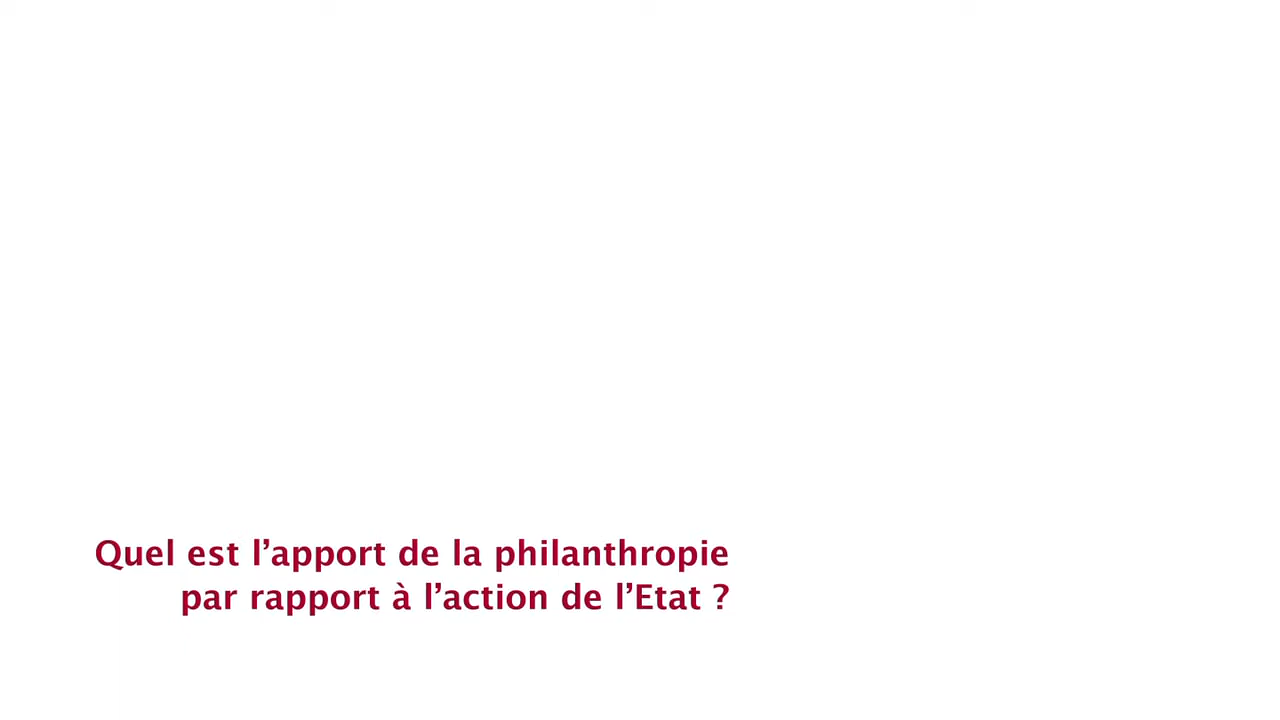 Quel est l’apport de la philanthropie
par rapport à l’action de l’Etat ?